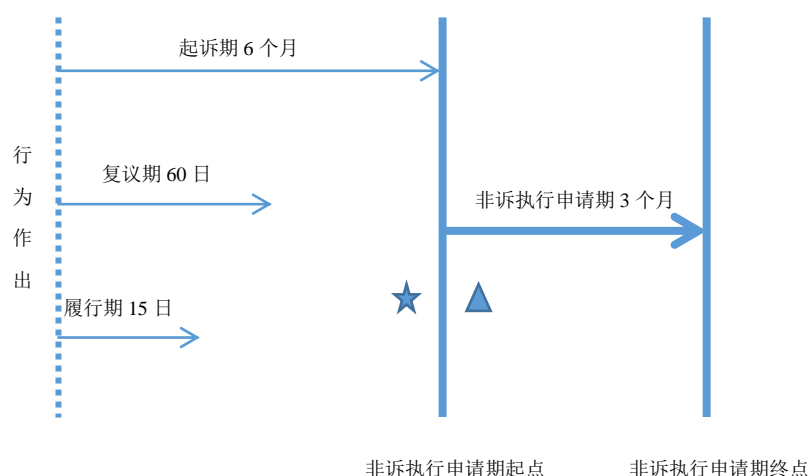 起诉期 6 个月
行为作出
复议期 60 日
非诉执行申请期 3 个月
履行期 15 日
非诉执行申请期起点
非诉执行申请期终点